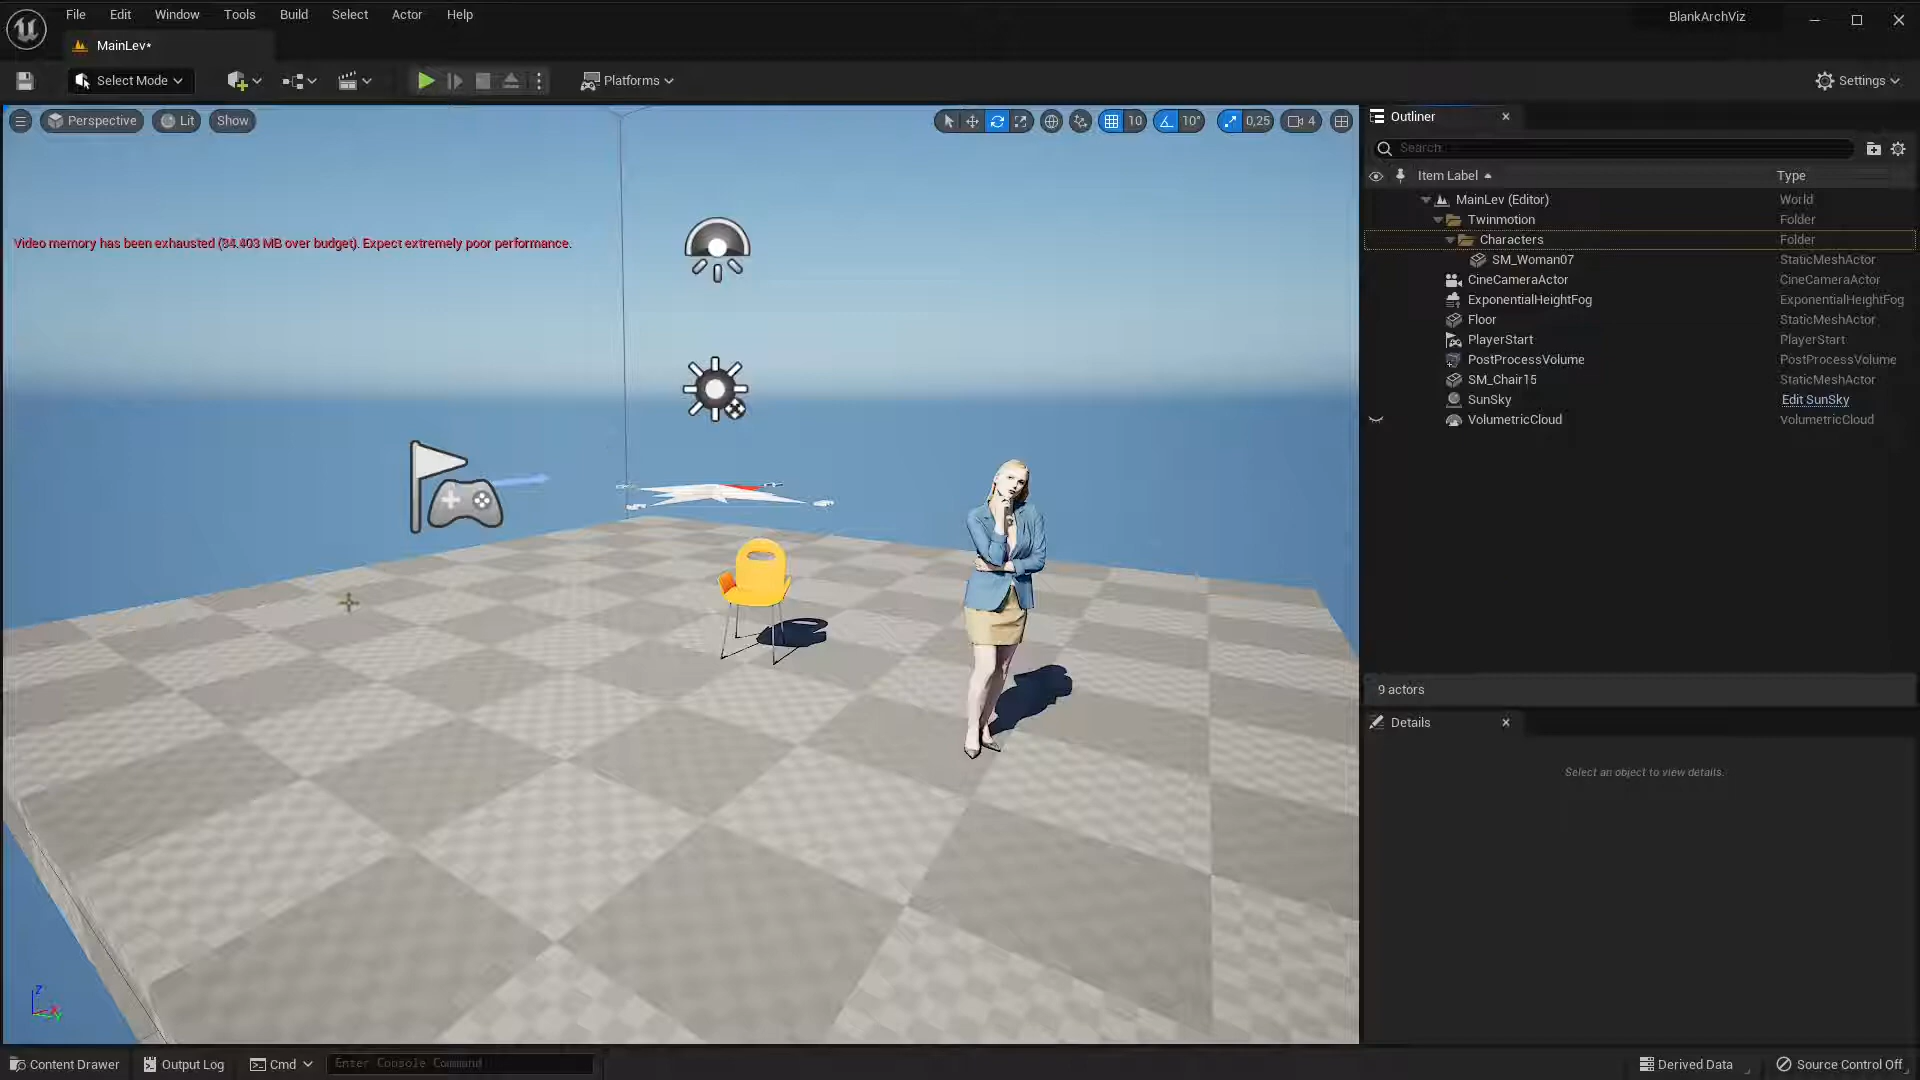 File Edit Window Tools Build Select Actor Help
BlankArchViz
MainLev*
Select Mode
Platforms
Settings
Perspective
Lit
Show
10
10°
0,25
4
Outliner
Search...
Item Label
Type
Video memory has been exhausted (84.403 MB over budget). Expect extremely poor performance.
MainLev (Editor) World
Twinmotion Folder
Characters Folder
SM_Woman07 StaticMeshActor
CineCameraActor CineCameraActor
ExponentialHeightFog ExponentialHeightFog
Floor StaticMeshActor
PlayerStart PlayerStart
PostProcessVolume PostProcessVolume
SM_Chair15 StaticMeshActor
SunSky Edit SunSky
VolumetricCloud VolumetricCloud
9 actors
Details
Select an object to view details.
Z
Content Drawer
Output Log
Cmd
Enter Console Command
Derived Data
Source Control Off